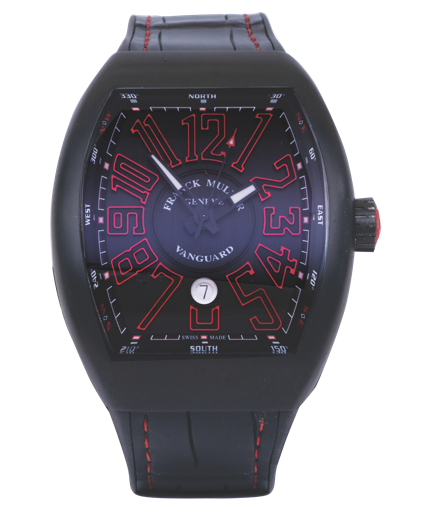 330° NORTH 30°
11 12 1
300° 10 2 60°
FRANCK MULLER
GENEVE
WEST 9 3 EAST
VANGUARD
240° 8 4 120°
7 5
7
6
SWISS MADE
210° SOUTH 150°